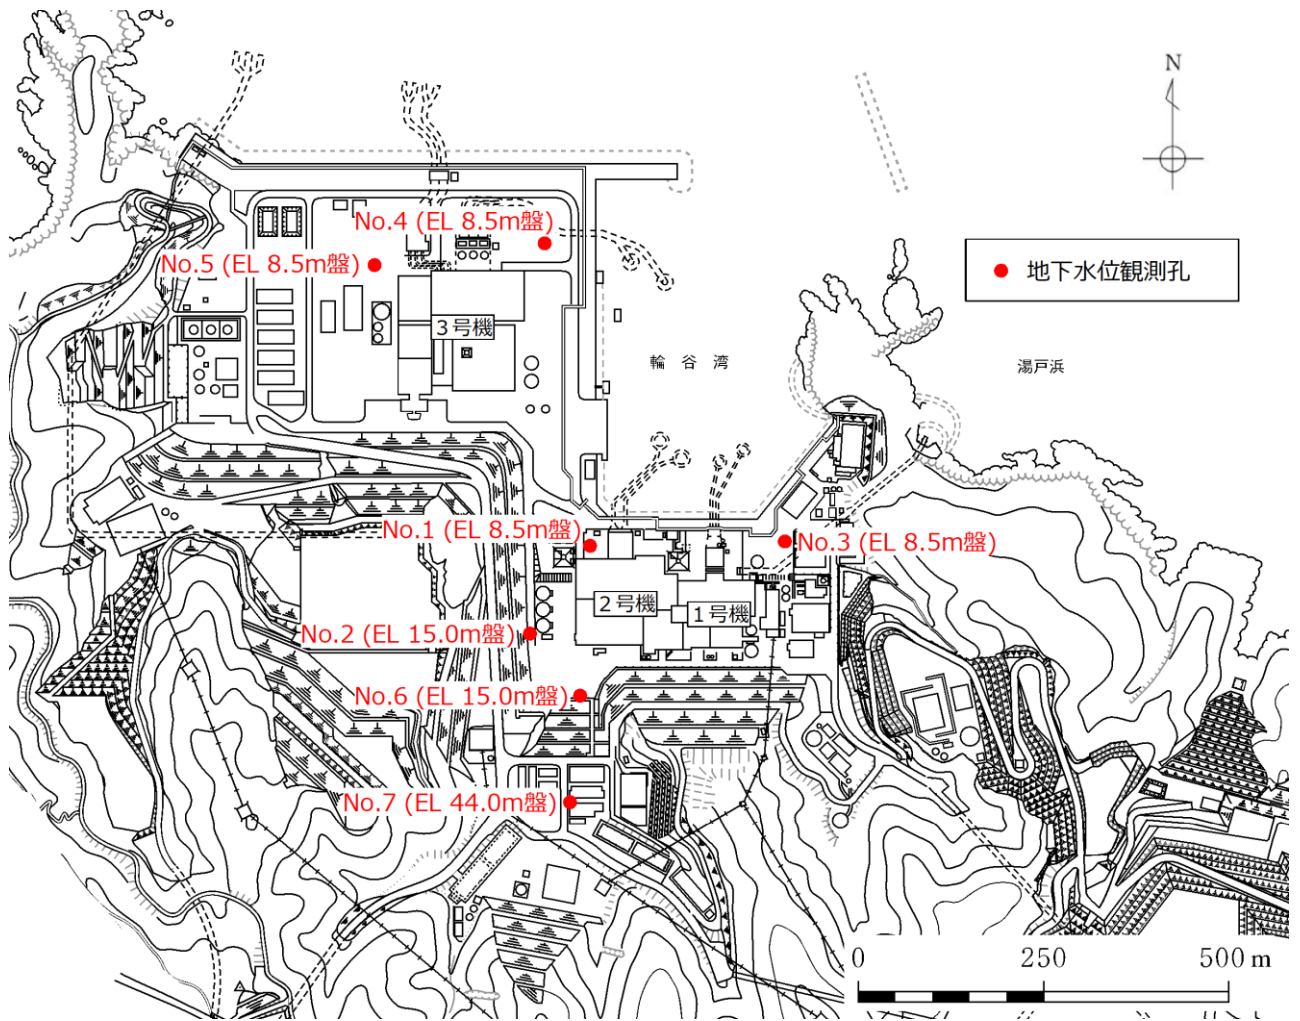 N
No.4 (EL 8.5m盤)
No.5 (EL 8.5m盤)
地下水位観測孔
3号機
輪谷湾
湯戸浜
No.1 (EL 8.5m盤)
No.3 (EL 8.5m盤)
2号機
1号機
No.2 (EL 15.0m盤)
No.6 (EL 15.0m盤)
No.7 (EL 44.0m盤)
0 250 500 m